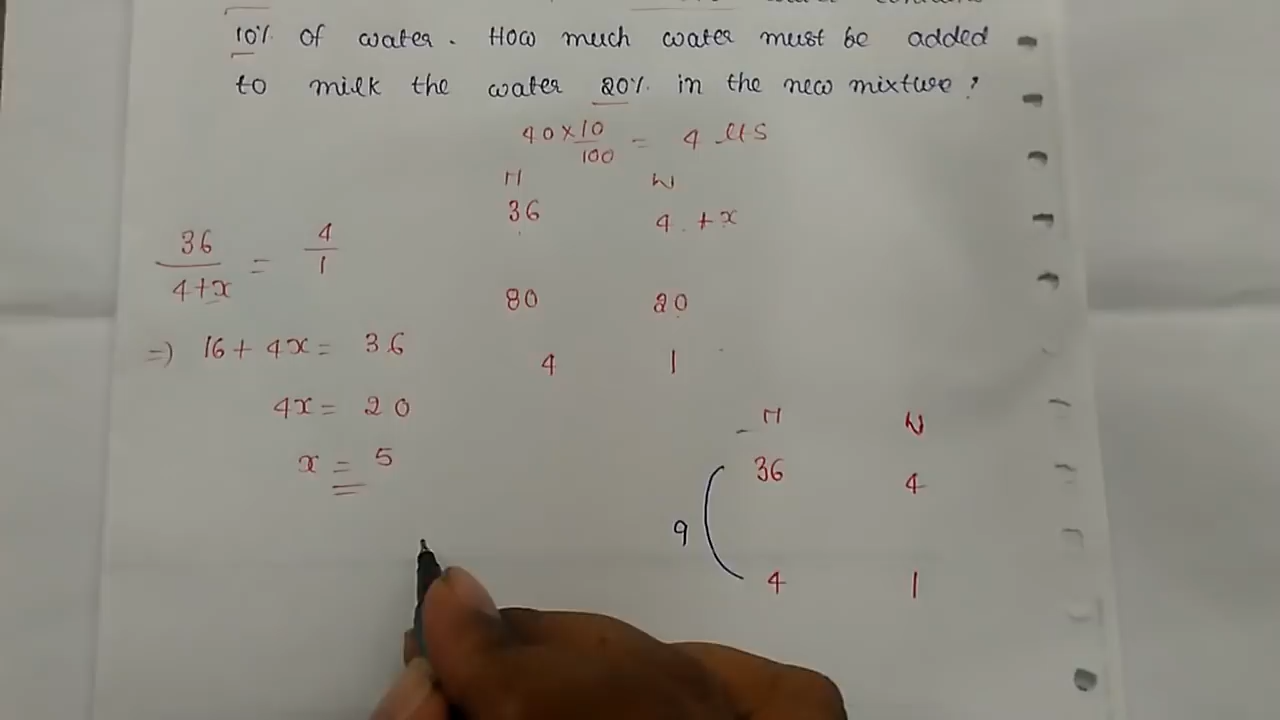 10% of water. How much water must be added
to milk the water 20% in the new mixture?
40 × 10/100 = 4 lts
M W
36 4 + x
36/(4+x) = 4/1
80 20
=) 16 + 4x = 36
4 1
4x = 20
x = 5
M W
36 4
9
4 1